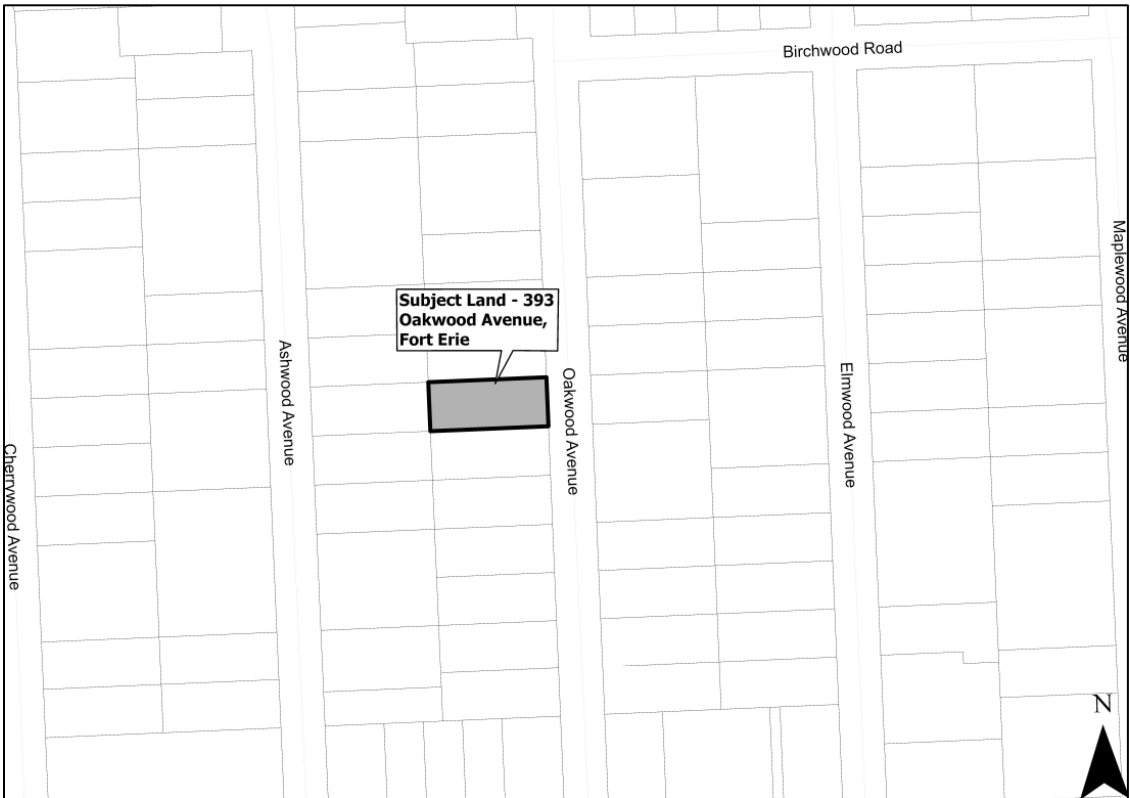 Birchwood Road
Maplewood Avenue
Subject Land - 393
Oakwood Avenue,
Fort Erie
Ashwood Avenue
Oakwood Avenue
Elmwood Avenue
Cherrywood Avenue
N